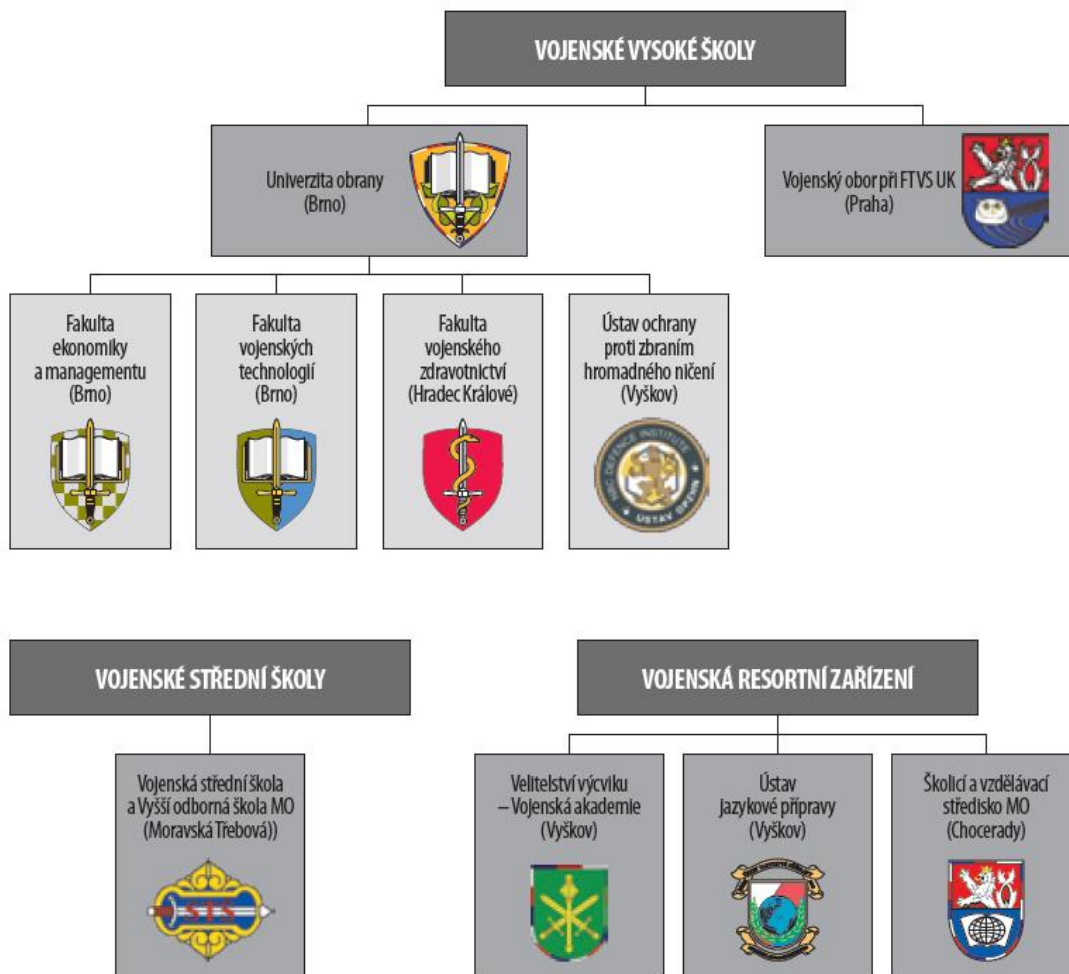 VOJENSKÉ VYSOKÉ ŠKOLY
Univerzita obrany
(Brno)
Vojenský obor při FTVS UK
(Praha)
Fakulta
ekonomiky
a managementu
(Brno)
Fakulta
vojenských
technologií
(Brno)
Fakulta
vojenského
zdravotnictví
(Hradec Králové)
Ústav ochrany
proti zbraním
hromadného ničení
(Vyškov)
NBC DEFENCE INSTITUTE
ÚSTAV OPZHN
VOJENSKÉ STŘEDNÍ ŠKOLY
Vojenská střední škola
a Vyšší odborná škola MO
(Moravská Třebová))
VOJENSKÁ RESORTNÍ ZAŘÍZENÍ
Velitelství výcviku
– Vojenská akademie
(Vyškov)
Ústav
jazykové přípravy
(Vyškov)
Školicí a vzdělávací
středisko MO
(Chocerady)